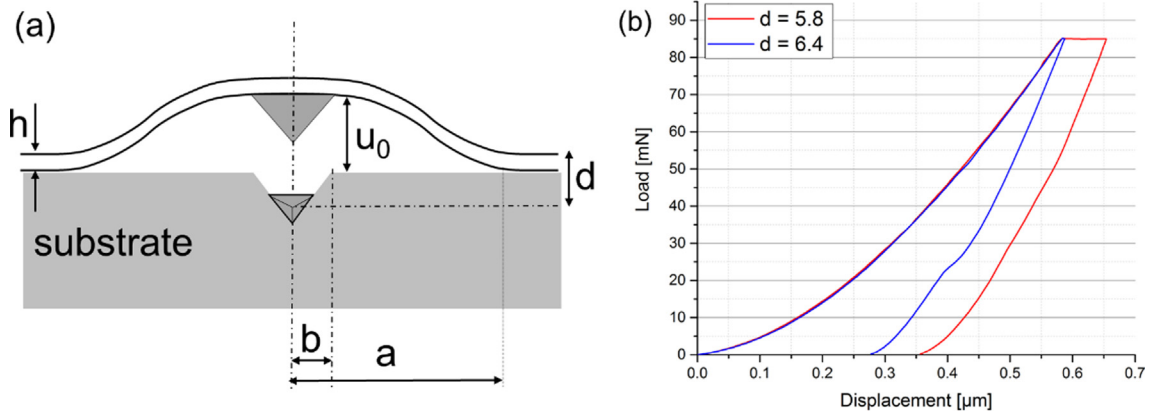 (a)
h
u0
d
substrate
b
a
(b)
d = 5.8
d = 6.4
90
80
70
60
50
40
30
20
10
0
Load [mN]
0.0 0.1 0.2 0.3 0.4 0.5 0.6 0.7
Displacement [µm]